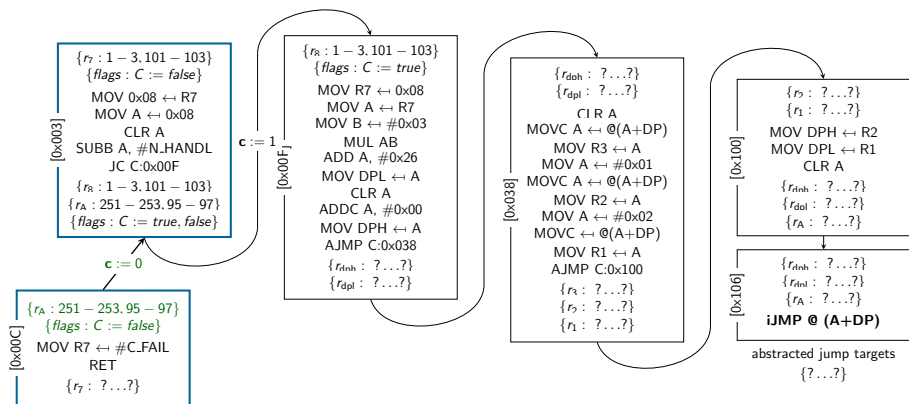 [0x003]
{r7 : 1 − 3.101 − 103}
{flags : C := false}
MOV 0x08 ↤ R7
MOV A ↤ 0x08
CLR A
SUBB A, #N_HANDL
JC C:0x00F
{r8 : 1 − 3.101 − 103}
{rA : 251 − 253.95 − 97}
{flags : C := true, false}
c := 0
[0x00C]
{rA : 251 − 253.95 − 97}
{flags : C := false}
MOV R7 ↤ #C_FAIL
RET
{r7 : ? . . .?}
c := 1
[0x00F]
{r8 : 1 − 3.101 − 103}
{flags : C := true}
MOV R7 ↤ 0x08
MOV A ↤ R7
MOV B ↤ #0x03
MUL AB
ADD A, #0x26
MOV DPL ↤ A
CLR A
ADDC A, #0x00
MOV DPH ↤ A
AJMP C:0x038
{rdph : ? . . .?}
{rdpl : ? . . .?}
[0x038]
{rdph : ? . . .?}
{rdpl : ? . . .?}
CLR A
MOVC A ↤ @(A+DP)
MOV R3 ↤ A
MOV A ↤ #0x01
MOVC A ↤ @(A+DP)
MOV R2 ↤ A
MOV A ↤ #0x02
MOVC ↤ @(A+DP)
MOV R1 ↤ A
AJMP C:0x100
{r3 : ? . . .?}
{r2 : ? . . .?}
{r1 : ? . . .?}
[0x100]
{r2 : ? . . .?}
{r1 : ? . . .?}
MOV DPH ↤ R2
MOV DPL ↤ R1
CLR A
{rdph : ? . . .?}
{rdpl : ? . . .?}
{rA : ? . . .?}
[0x106]
{rdph : ? . . .?}
{rdpl : ? . . .?}
{rA : ? . . .?}
iJMP @ (A+DP)
abstracted jump targets
{? . . .?}